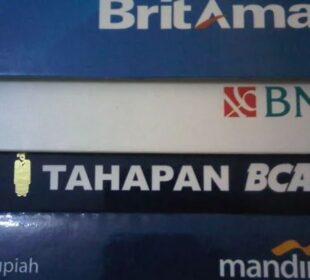 BritAma
BN
TAHAPAN BCA
upiah
mandiri